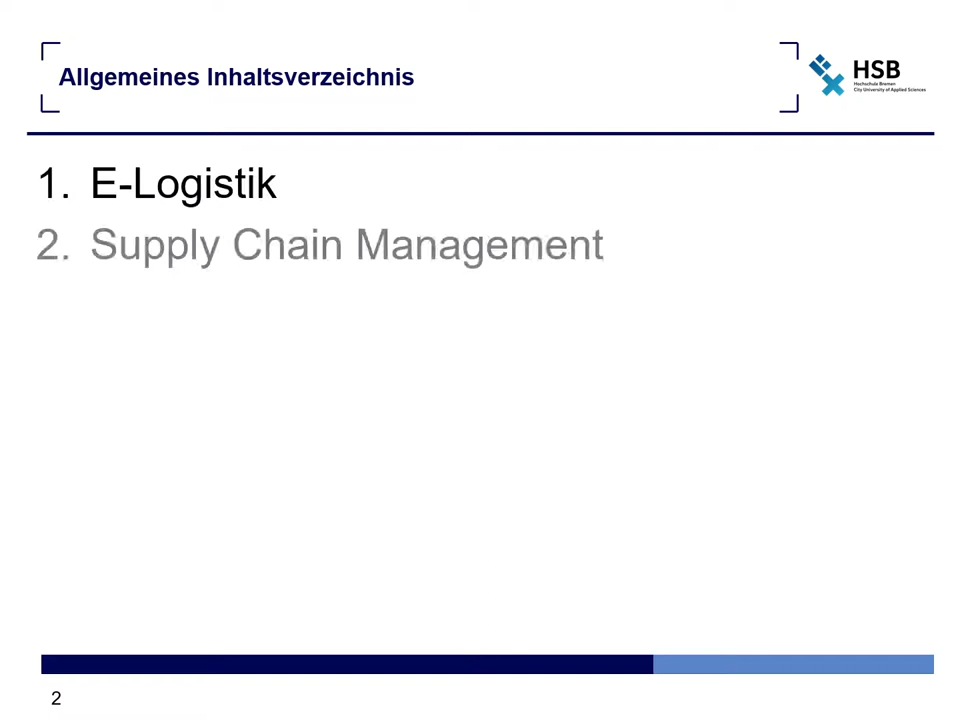 Allgemeines Inhaltsverzeichnis
HSB
Hochschule Bremen
City University of Applied Sciences
1. E-Logistik
2. Supply Chain Management
2